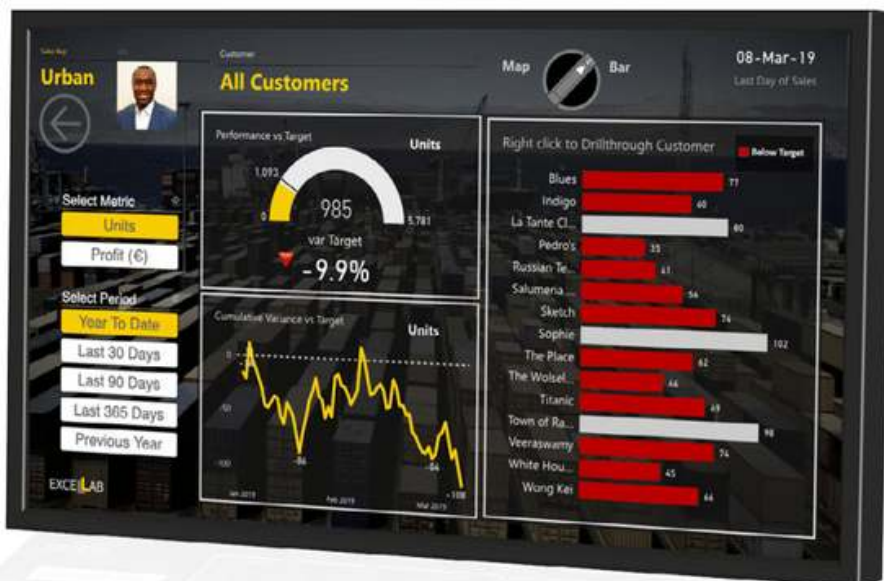 Sales Rep
Urban
Customer
All Customers
Map
Bar
08-Mar-19
Last Day of Sales
Select Metric
Units
Profit (€)
Select Period
Year To Date
Last 30 Days
Last 90 Days
Last 365 Days
Previous Year
EXCELLAB
Performance vs Target
Units
1,093
0
985
5,781
var Target
-9.9%
Cumulative Variance vs Target
Units
0
-50
-100
-86
-84
-108
Jan 2019
Feb 2019
Mar 2019
Right click to Drillthrough Customer
Below Target
Blues 77
Indigo 60
La Tante Cl... 80
Pedro's 35
Russian Te... 41
Salumeria ... 56
Sketch 74
Sophie 102
The Place 62
The Wolsel... 46
Titanic 69
Town of Ra... 98
Veeraswamy 74
White Hou... 45
Wong Kei 66